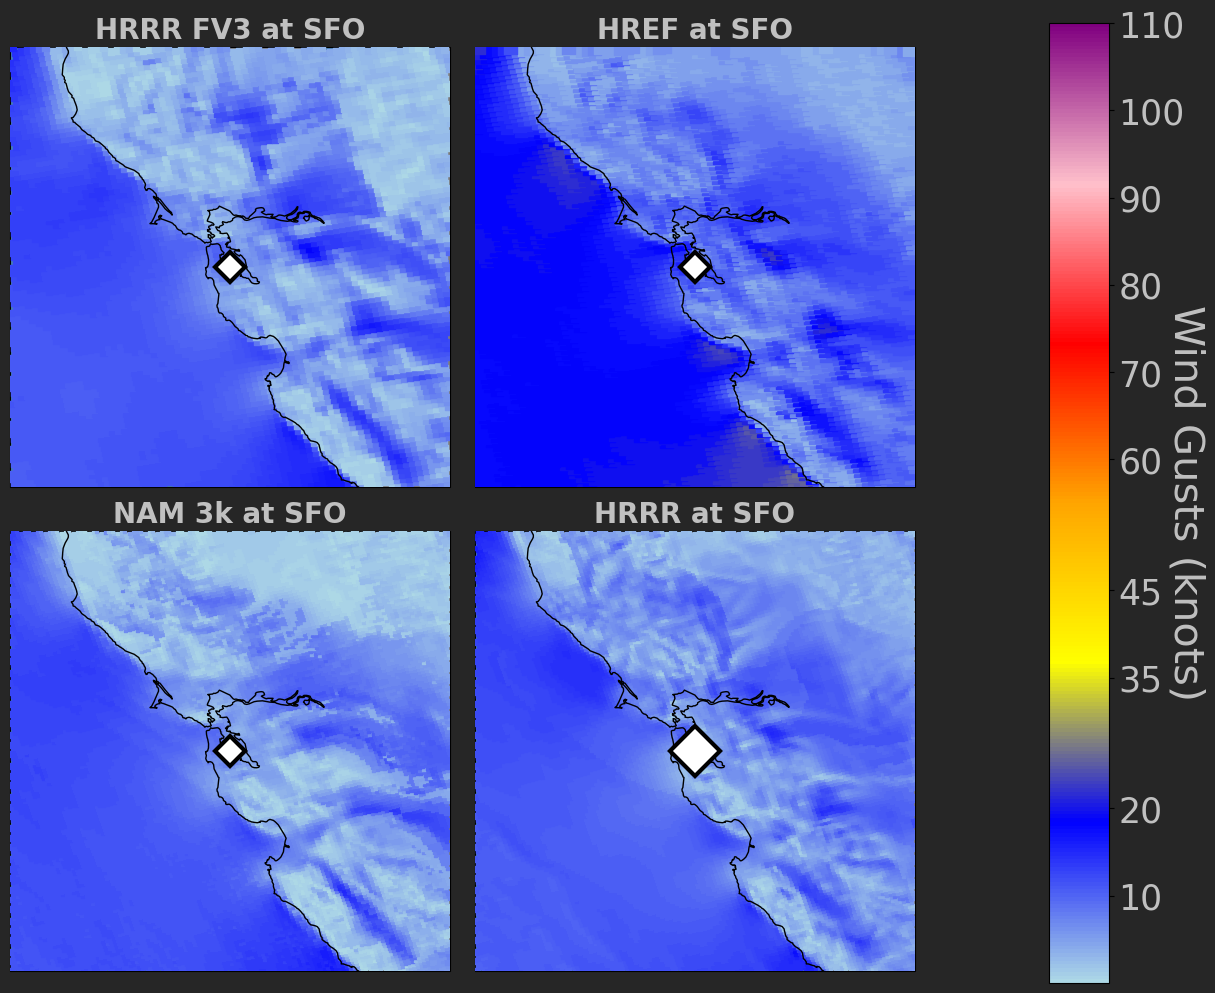 HRRR FV3 at SFO
HREF at SFO
NAM 3k at SFO
HRRR at SFO
110
100
90
80
70
60
45
35
20
10
Wind Gusts (knots)